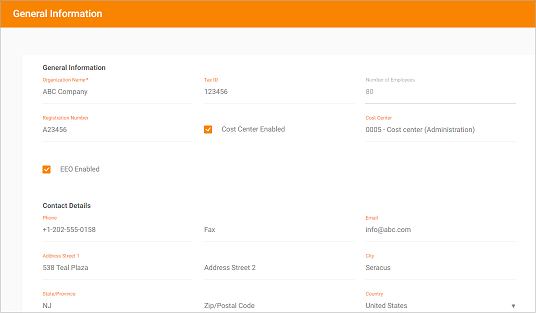 General Information
General Information
Organization Name* Tax ID Number of Employees
ABC Company 123456 80
Registration Number Cost Center
A23456 Cost Center Enabled 0005 - Cost center (Administration)
EEO Enabled
Contact Details
Phone Email
+1-202-555-0158 Fax info@abc.com
Address Street 1 City
538 Teal Plaza Address Street 2 Seracus
State/Province Country
NJ Zip/Postal Code United States